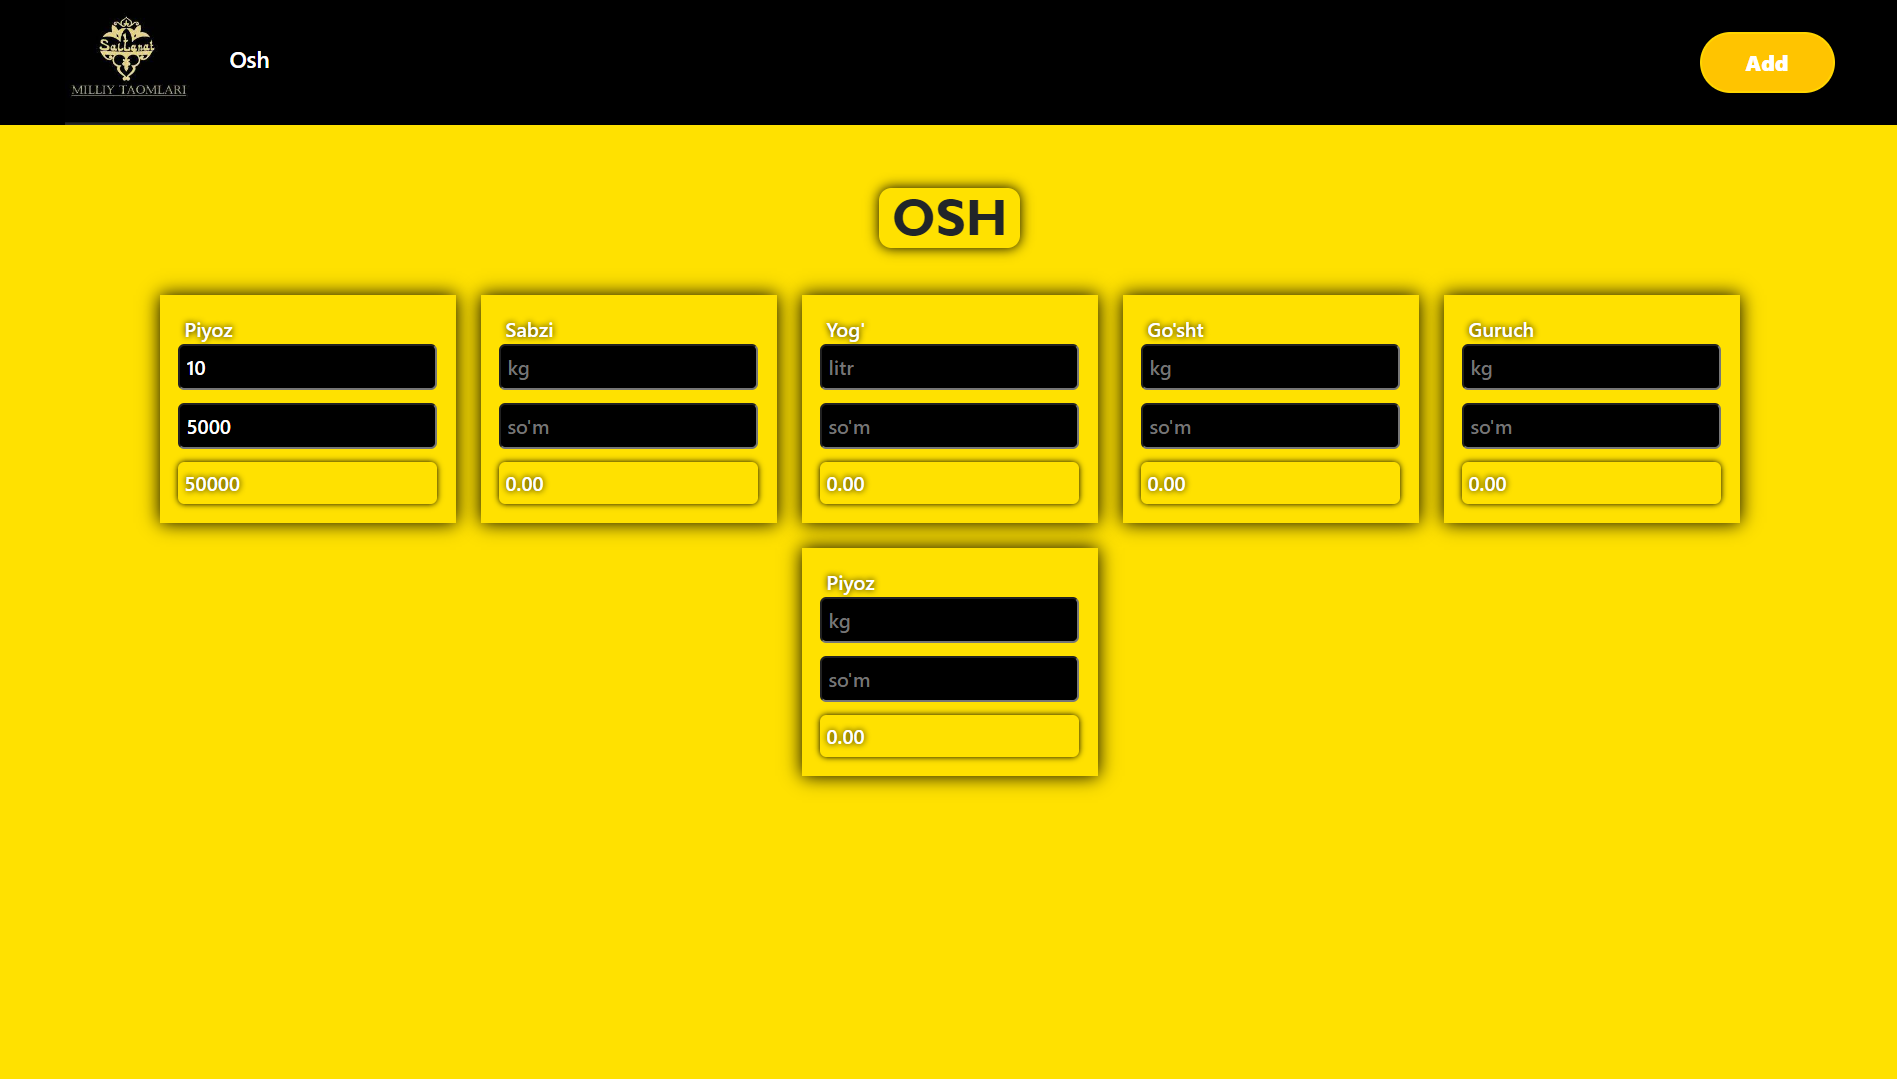 Saltanat
MILLIY TAOMLARI
Osh
Add
OSH
Piyoz
10
5000
50000
Sabzi
kg
so'm
0.00
Yog'
litr
so'm
0.00
Go'sht
kg
so'm
0.00
Guruch
kg
so'm
0.00
Piyoz
kg
so'm
0.00